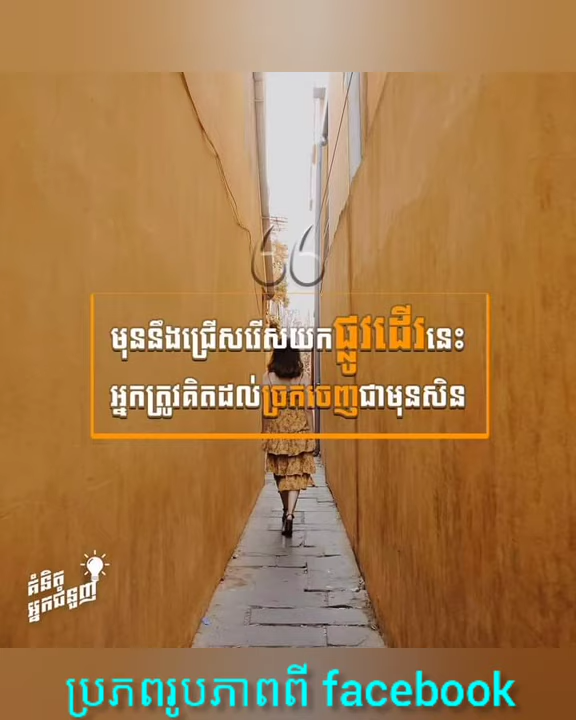 មុននឹងជ្រើសរើសយកផ្លូវដើរនេះ
អ្នកត្រូវគិតដល់ច្រកចេញជាមុនសិន
គំនិត
អ្នកជំនួញ
ប្រភពរូបភាពពី facebook